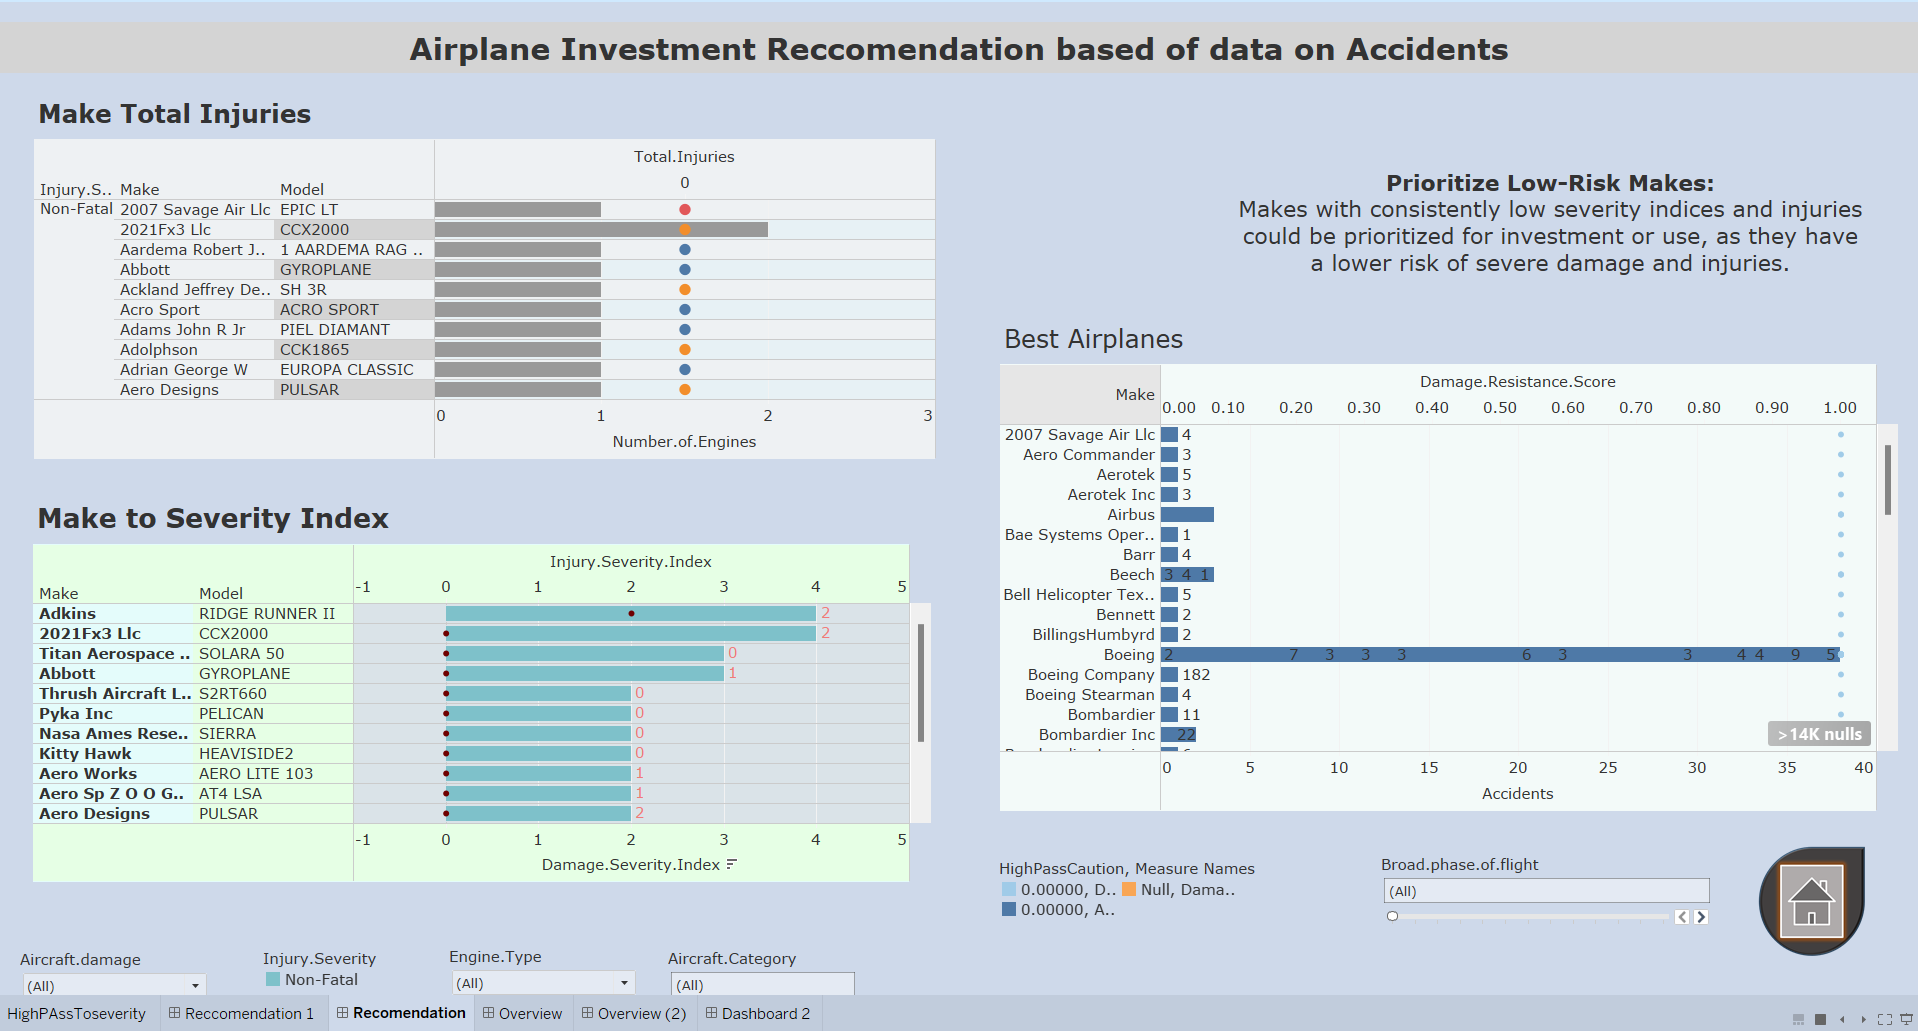 Airplane Investment Reccomendation based of data on Accidents
Make Total Injuries
Total.Injuries
0
Injury.S.. Make Model
Non-Fatal 2007 Savage Air Llc EPIC LT
2021Fx3 Llc CCX2000
Aardema Robert J.. 1 AARDEMA RAG ..
Abbott GYROPLANE
Ackland Jeffrey De.. SH 3R
Acro Sport ACRO SPORT
Adams John R Jr PIEL DIAMANT
Adolphson CCK1865
Adrian George W EUROPA CLASSIC
Aero Designs PULSAR
0 1 2 3
Number.of.Engines
Make to Severity Index
Injury.Severity.Index
-1 0 1 2 3 4 5
Make Model
Adkins RIDGE RUNNER II 2
2021Fx3 Llc CCX2000 2
Titan Aerospace .. SOLARA 50 0
Abbott GYROPLANE 1
Thrush Aircraft L.. S2RT660 0
Pyka Inc PELICAN 0
Nasa Ames Rese.. SIERRA 0
Kitty Hawk HEAVISIDE2 0
Aero Works AERO LITE 103 1
Aero Sp Z O O G.. AT4 LSA 1
Aero Designs PULSAR 2
-1 0 1 2 3 4 5
Damage.Severity.Index
Prioritize Low-Risk Makes:
Makes with consistently low severity indices and injuries
could be prioritized for investment or use, as they have
a lower risk of severe damage and injuries.
Best Airplanes
Damage.Resistance.Score
Make
0.00 0.10 0.20 0.30 0.40 0.50 0.60 0.70 0.80 0.90 1.00
2007 Savage Air Llc 4
Aero Commander 3
Aerotek 5
Aerotek Inc 3
Airbus
Bae Systems Oper.. 1
Barr 4
Beech 3 4 1
Bell Helicopter Tex.. 5
Bennett 2
BillingsHumbyrd 2
Boeing 2 7 3 3 3 6 3 3 4 4 9 5
Boeing Company 182
Boeing Stearman 4
Bombardier 11
Bombardier Inc 22
>14K nulls
0 5 10 15 20 25 30 35 40
Accidents
HighPassCaution, Measure Names
0.00000, D.. Null, Dama..
0.00000, A..
Broad.phase.of.flight
(All)
Aircraft.damage
(All)
Injury.Severity
Non-Fatal
Engine.Type
(All)
Aircraft.Category
(All)
HighPAssToseverity Reccomendation 1 Recomendation Overview Overview (2) Dashboard 2